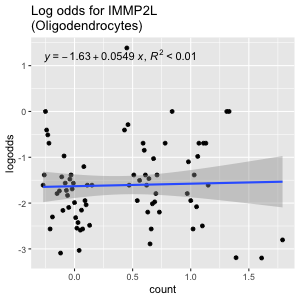 Log odds for IMMP2L
(Oligodendrocytes)
y = −1.63 + 0.0549 x, R² < 0.01
logodds
1
0
-1
-2
-3
0.0 0.5 1.0 1.5
count